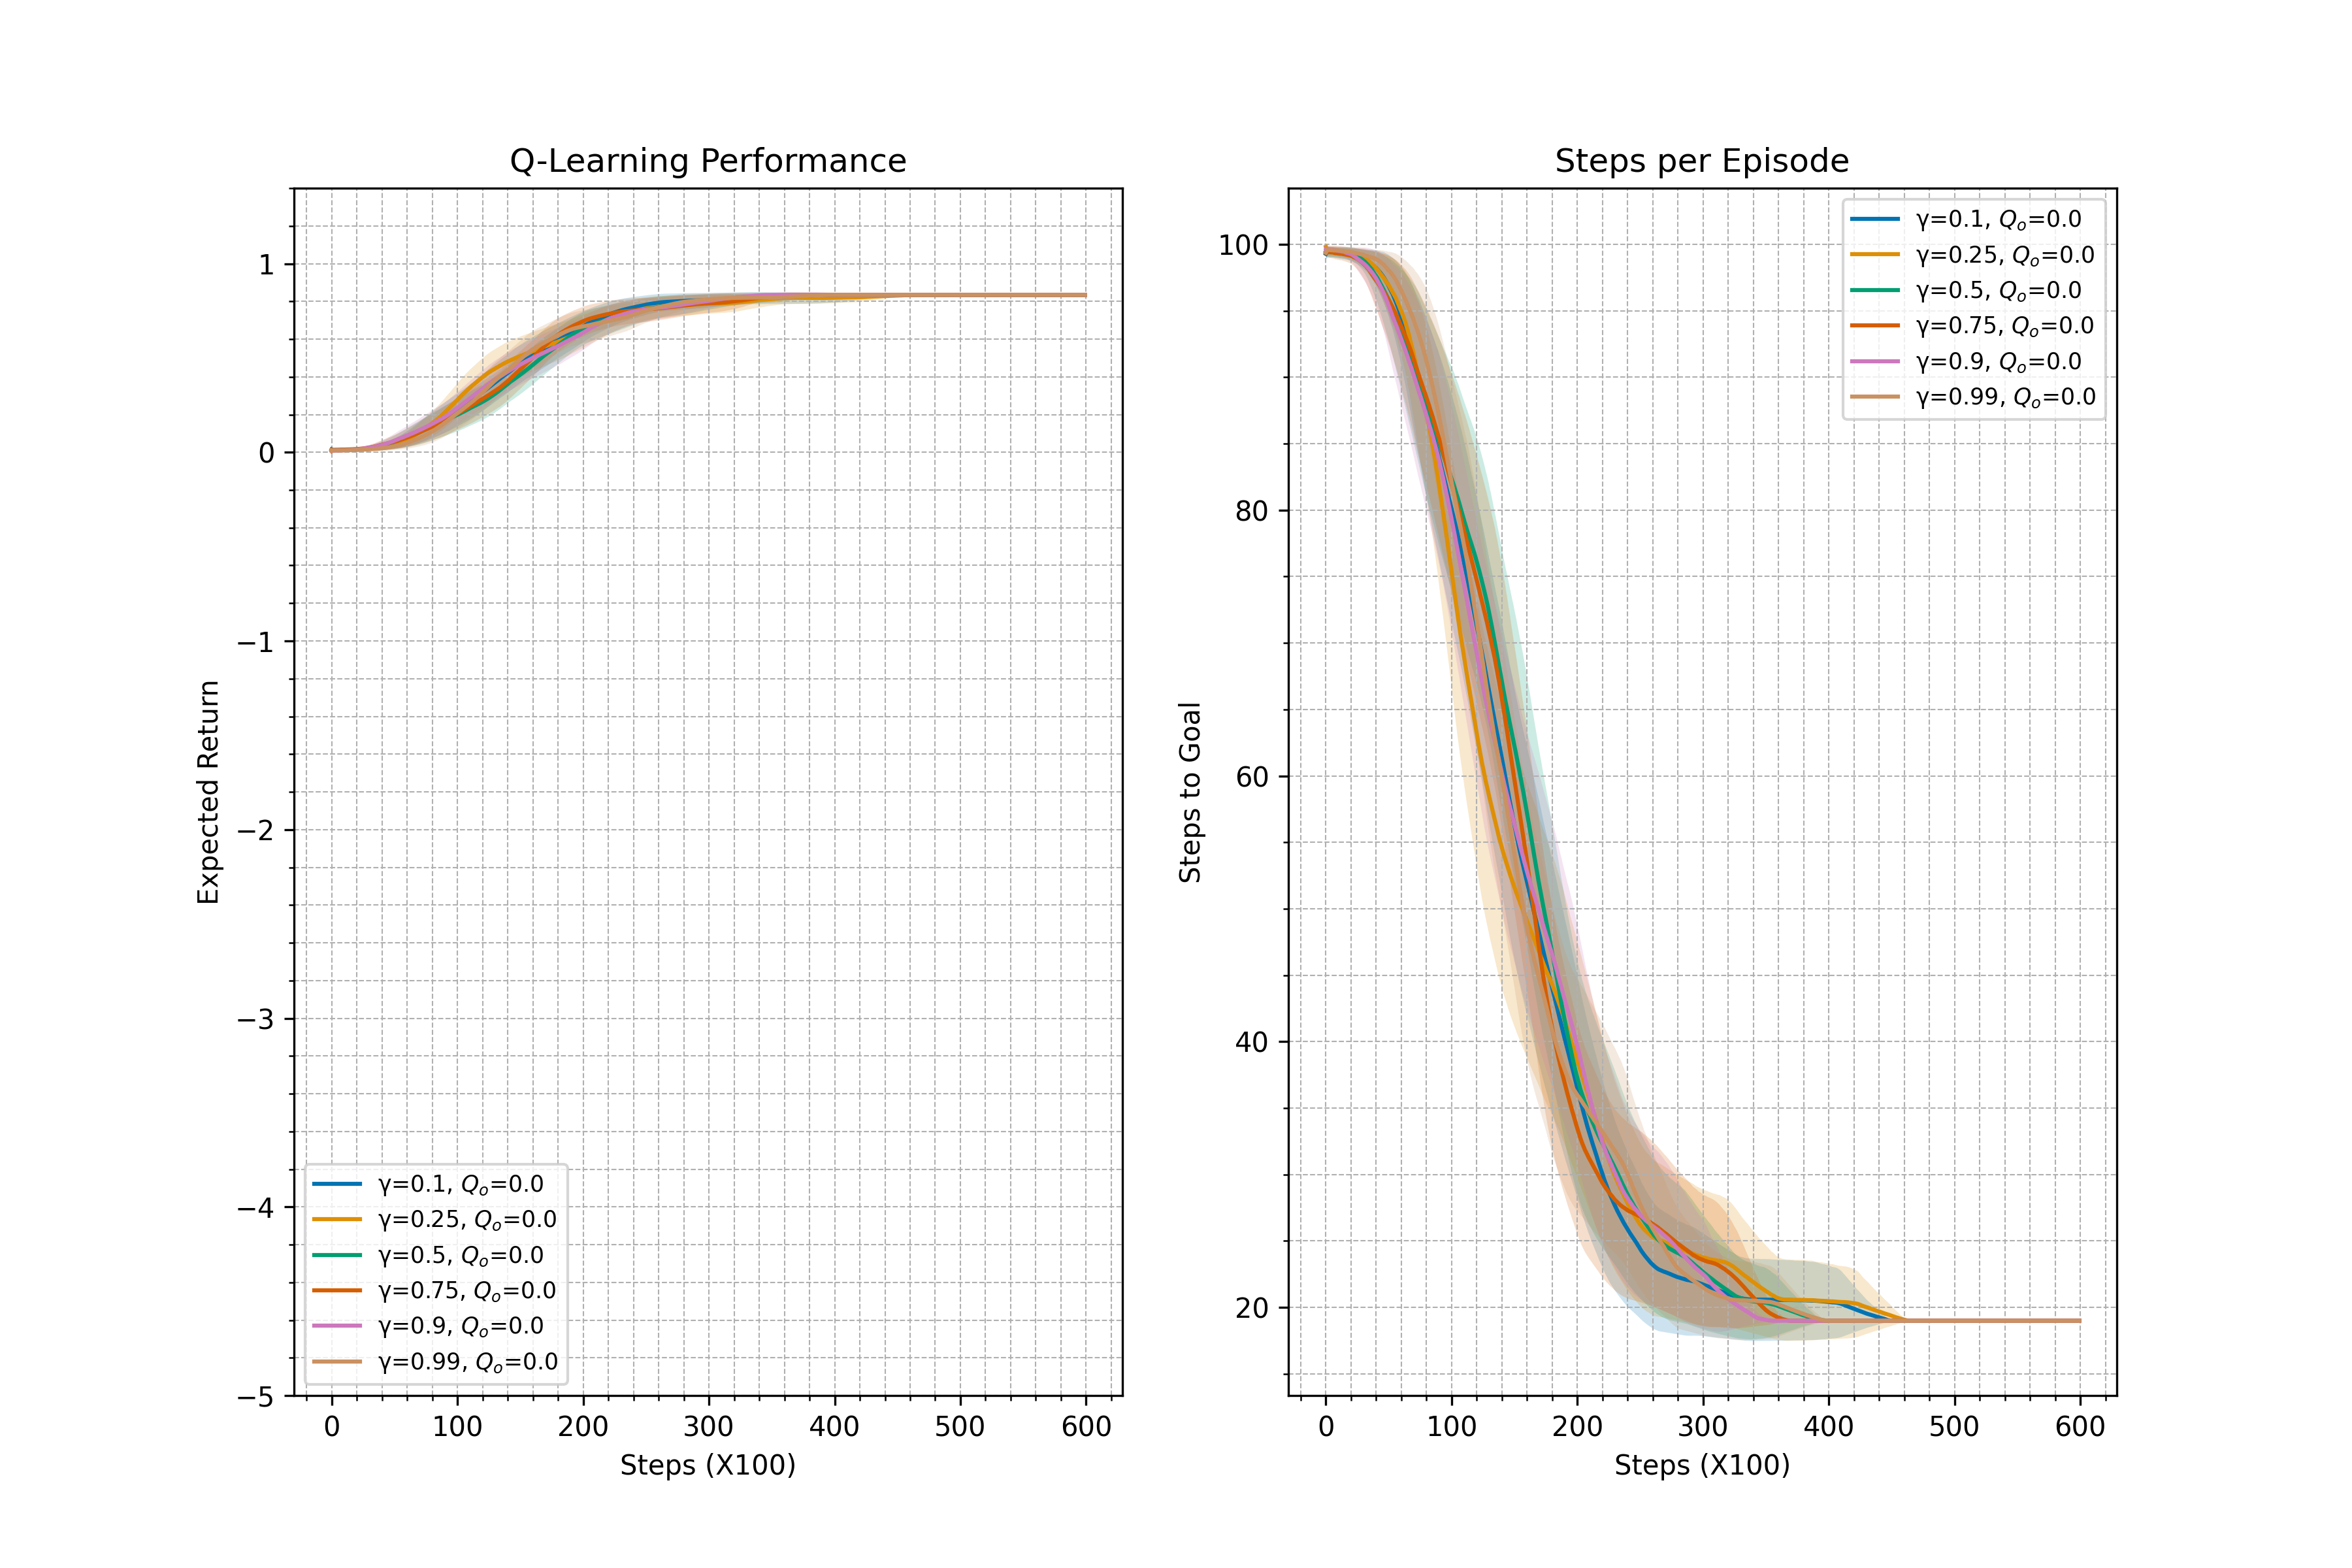 Q-Learning Performance
Expected Return
1
0
−1
−2
−3
−4
−5
γ=0.1, Qₒ=0.0
γ=0.25, Qₒ=0.0
γ=0.5, Qₒ=0.0
γ=0.75, Qₒ=0.0
γ=0.9, Qₒ=0.0
γ=0.99, Qₒ=0.0
0 100 200 300 400 500 600
Steps (X100)
Steps per Episode
Steps to Goal
100
80
60
40
20
γ=0.1, Qₒ=0.0
γ=0.25, Qₒ=0.0
γ=0.5, Qₒ=0.0
γ=0.75, Qₒ=0.0
γ=0.9, Qₒ=0.0
γ=0.99, Qₒ=0.0
0 100 200 300 400 500 600
Steps (X100)